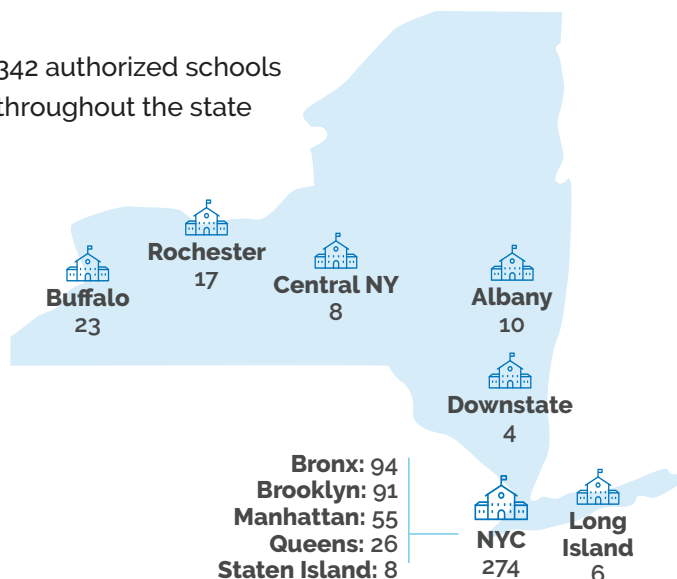 342 authorized schools
throughout the state
Rochester
17
Buffalo
23
Central NY
8
Albany
10
Downstate
4
Bronx: 94
Brooklyn: 91
Manhattan: 55
Queens: 26
Staten Island: 8
NYC
274
Long
Island
6